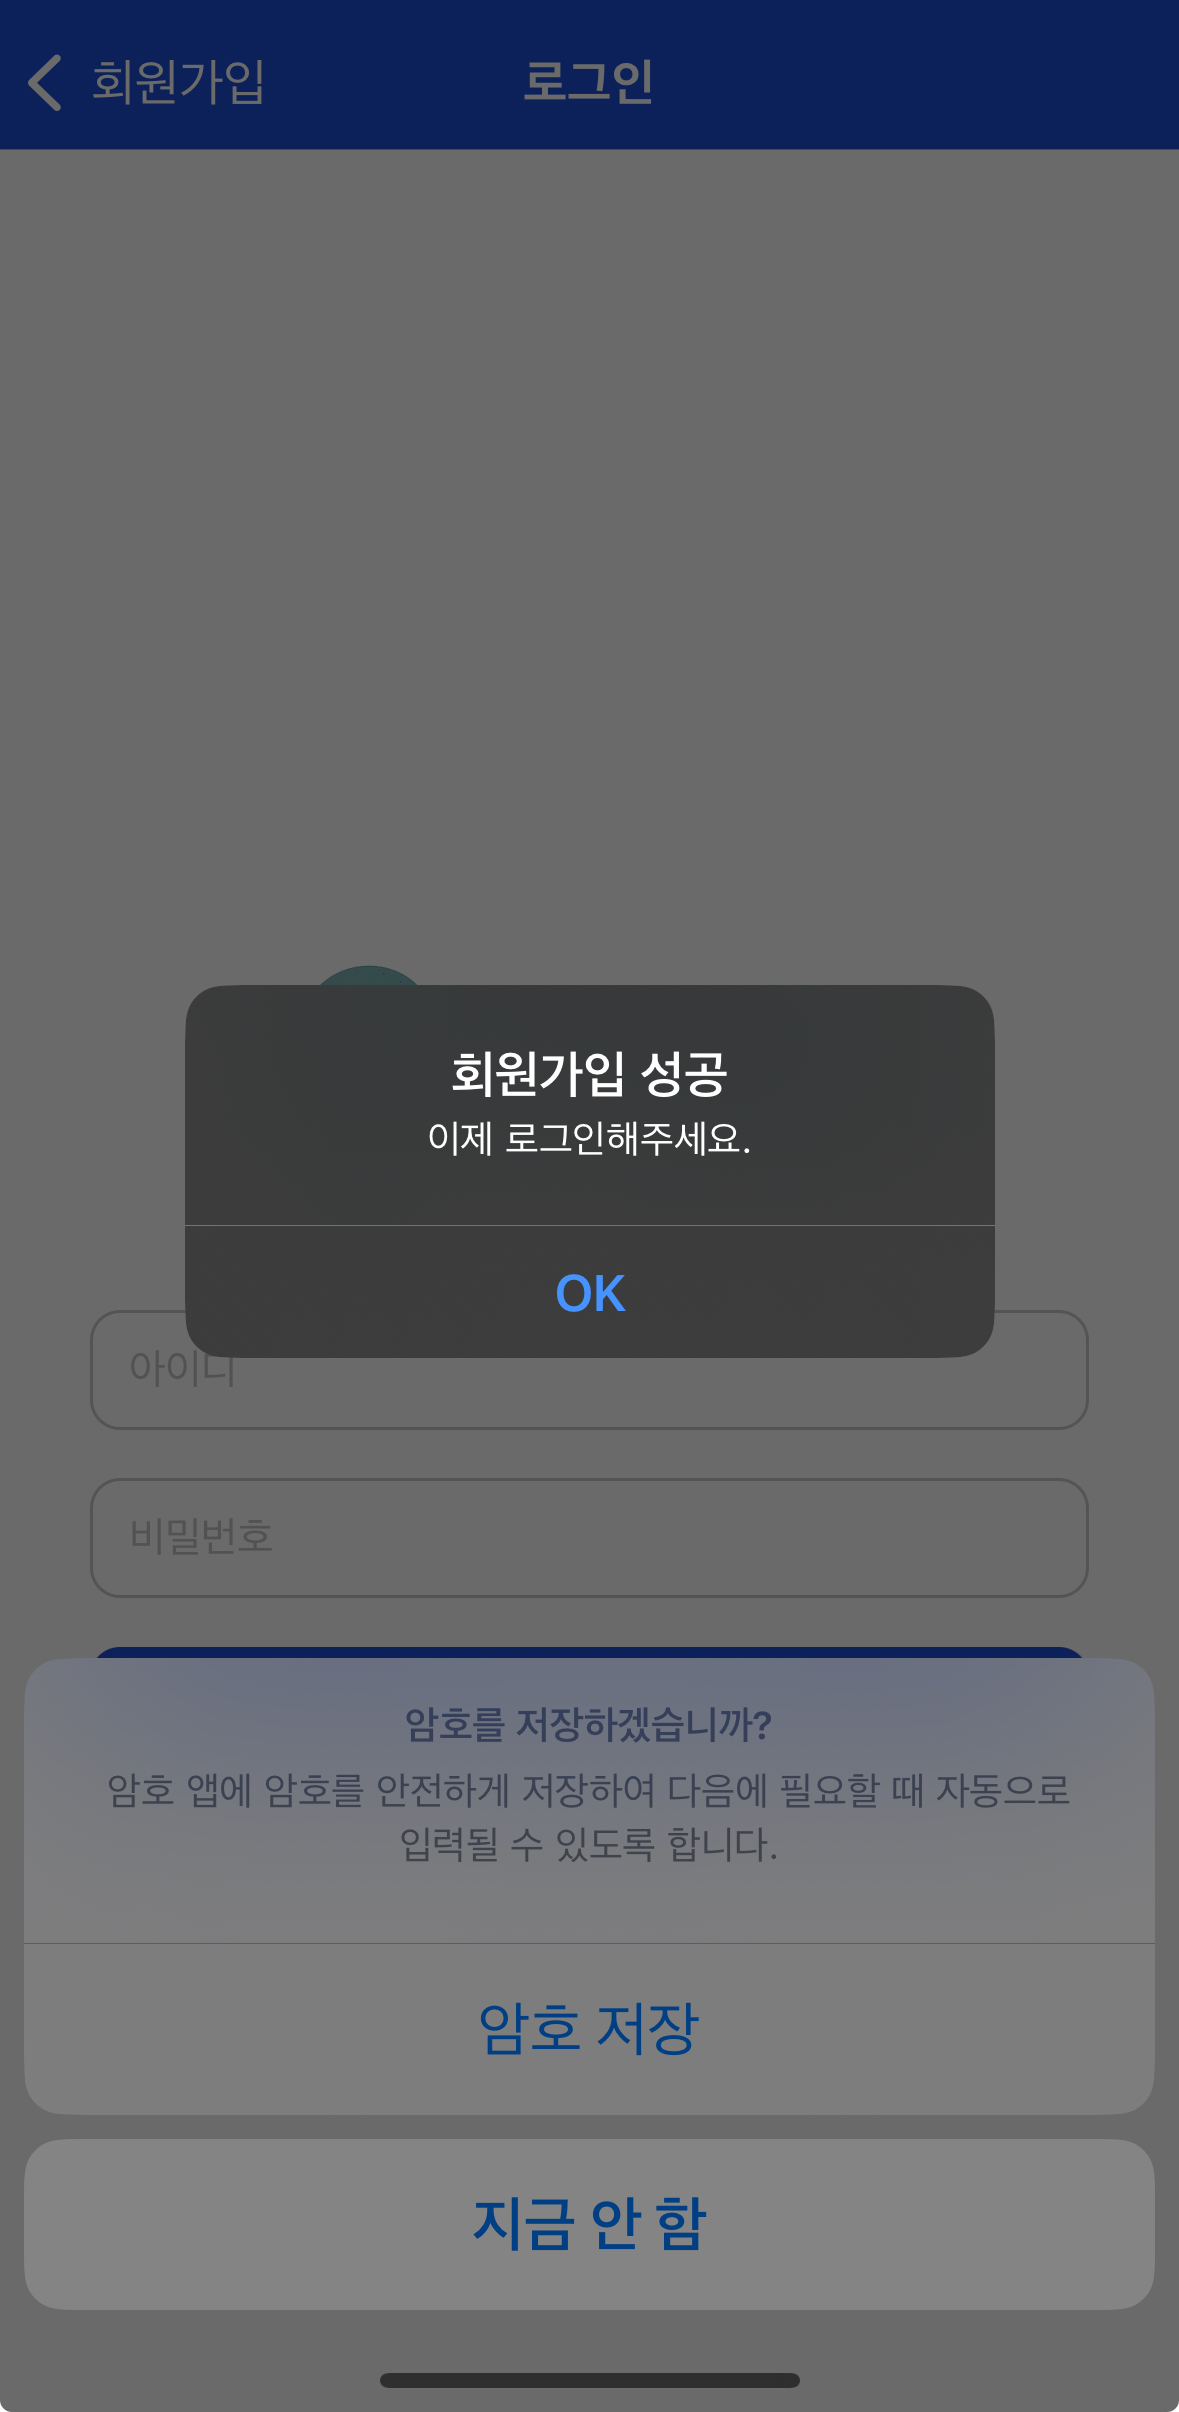 회원가입
로그인
회원가입 성공
이제 로그인해주세요.
OK
아이디
비밀번호
암호를 저장하겠습니까?
암호 앱에 암호를 안전하게 저장하여 다음에 필요할 때 자동으로
입력될 수 있도록 합니다.
암호 저장
지금 안 함